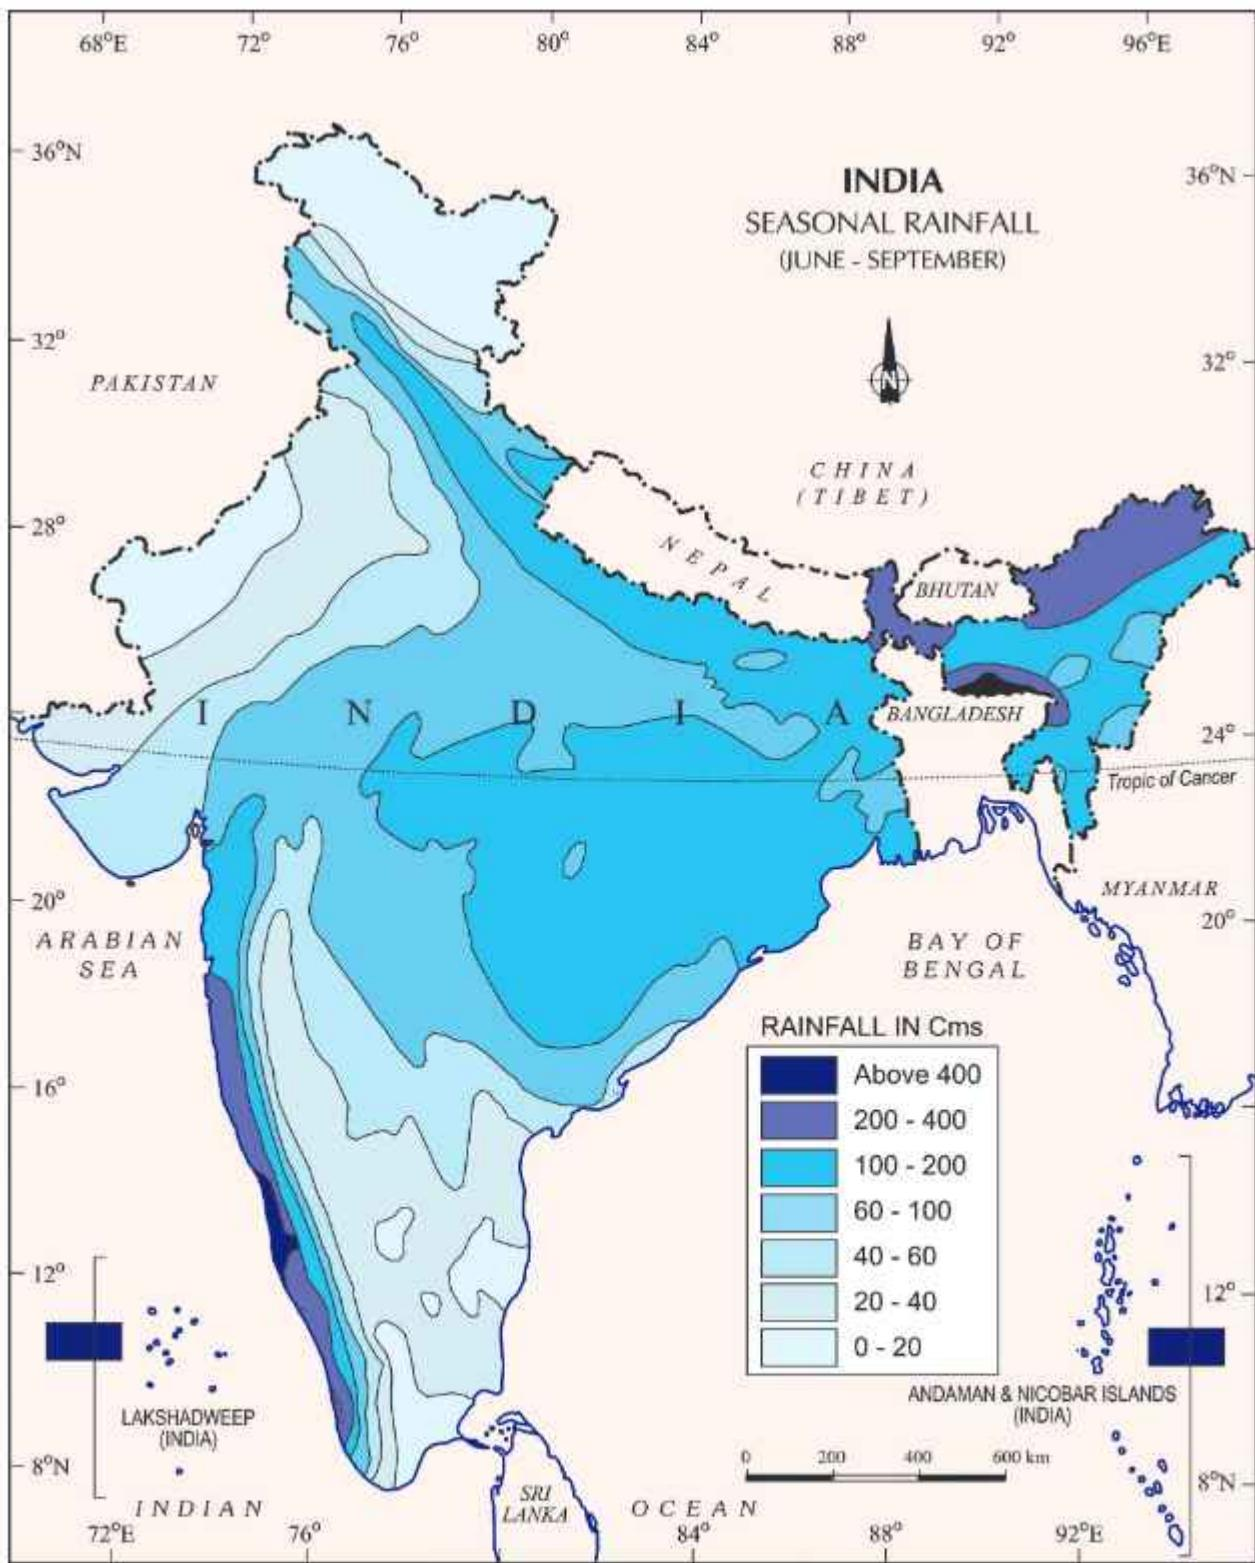 68°E 72° 76° 80° 84° 88° 92° 96°E
36°N
36°N
INDIA
SEASONAL RAINFALL
(JUNE - SEPTEMBER)
32°
32°
N
PAKISTAN
CHINA
(TIBET)
28°
28°
NEPAL
BHUTAN
I N D I A
BANGLADESH
24°
Tropic of Cancer
MYANMAR
20°
20°
ARABIAN
SEA
BAY OF
BENGAL
RAINFALL IN Cms
Above 400
200 - 400
100 - 200
60 - 100
40 - 60
20 - 40
0 - 20
16°
12°
12°
LAKSHADWEEP
(INDIA)
ANDAMAN & NICOBAR ISLANDS
(INDIA)
0 200 400 600 km
8°N
8°N
INDIAN OCEAN
SRI
LANKA
72°E 76° 84° 88° 92°E